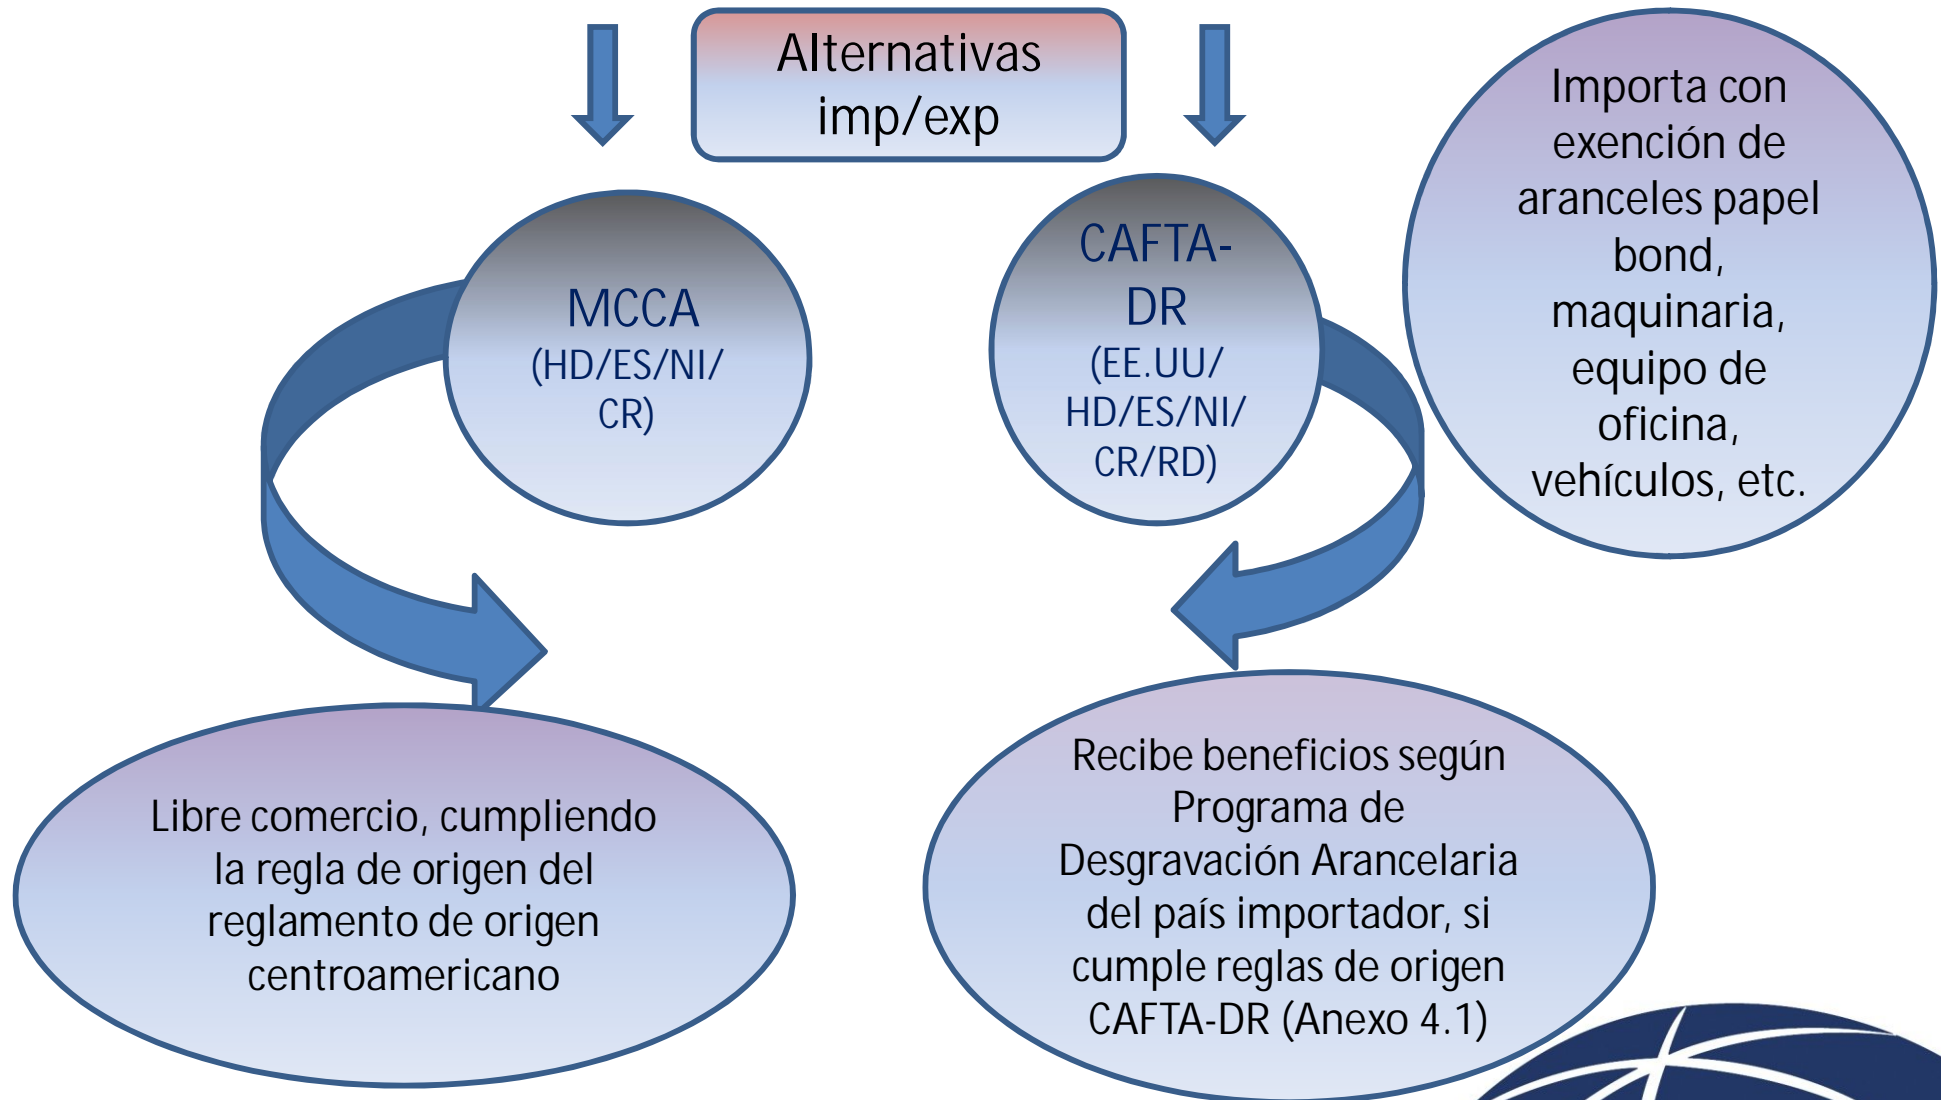 Alternativas
imp/exp
MCCA
(HD/ES/NI/
CR)
CAFTA-
DR
(EE.UU/
HD/ES/NI/
CR/RD)
Importa con
exención de
aranceles papel
bond,
maquinaria,
equipo de
oficina,
vehículos, etc.
Libre comercio, cumpliendo
la regla de origen del
reglamento de origen
centroamericano
Recibe beneficios según
Programa de
Desgravación Arancelaria
del país importador, si
cumple reglas de origen
CAFTA-DR (Anexo 4.1)